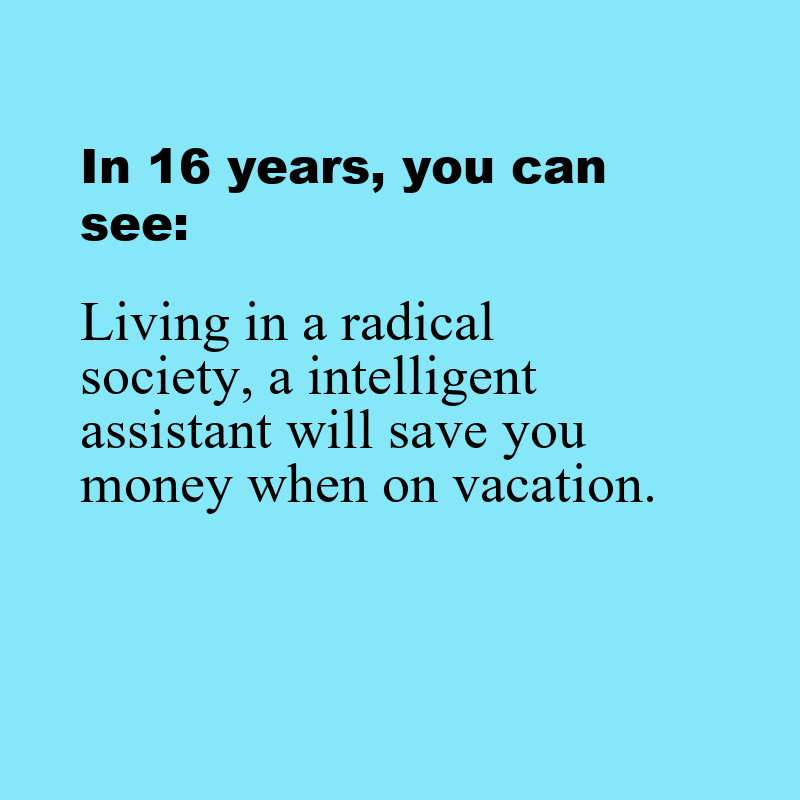 In 16 years, you can
see:
Living in a radical
society, a intelligent
assistant will save you
money when on vacation.